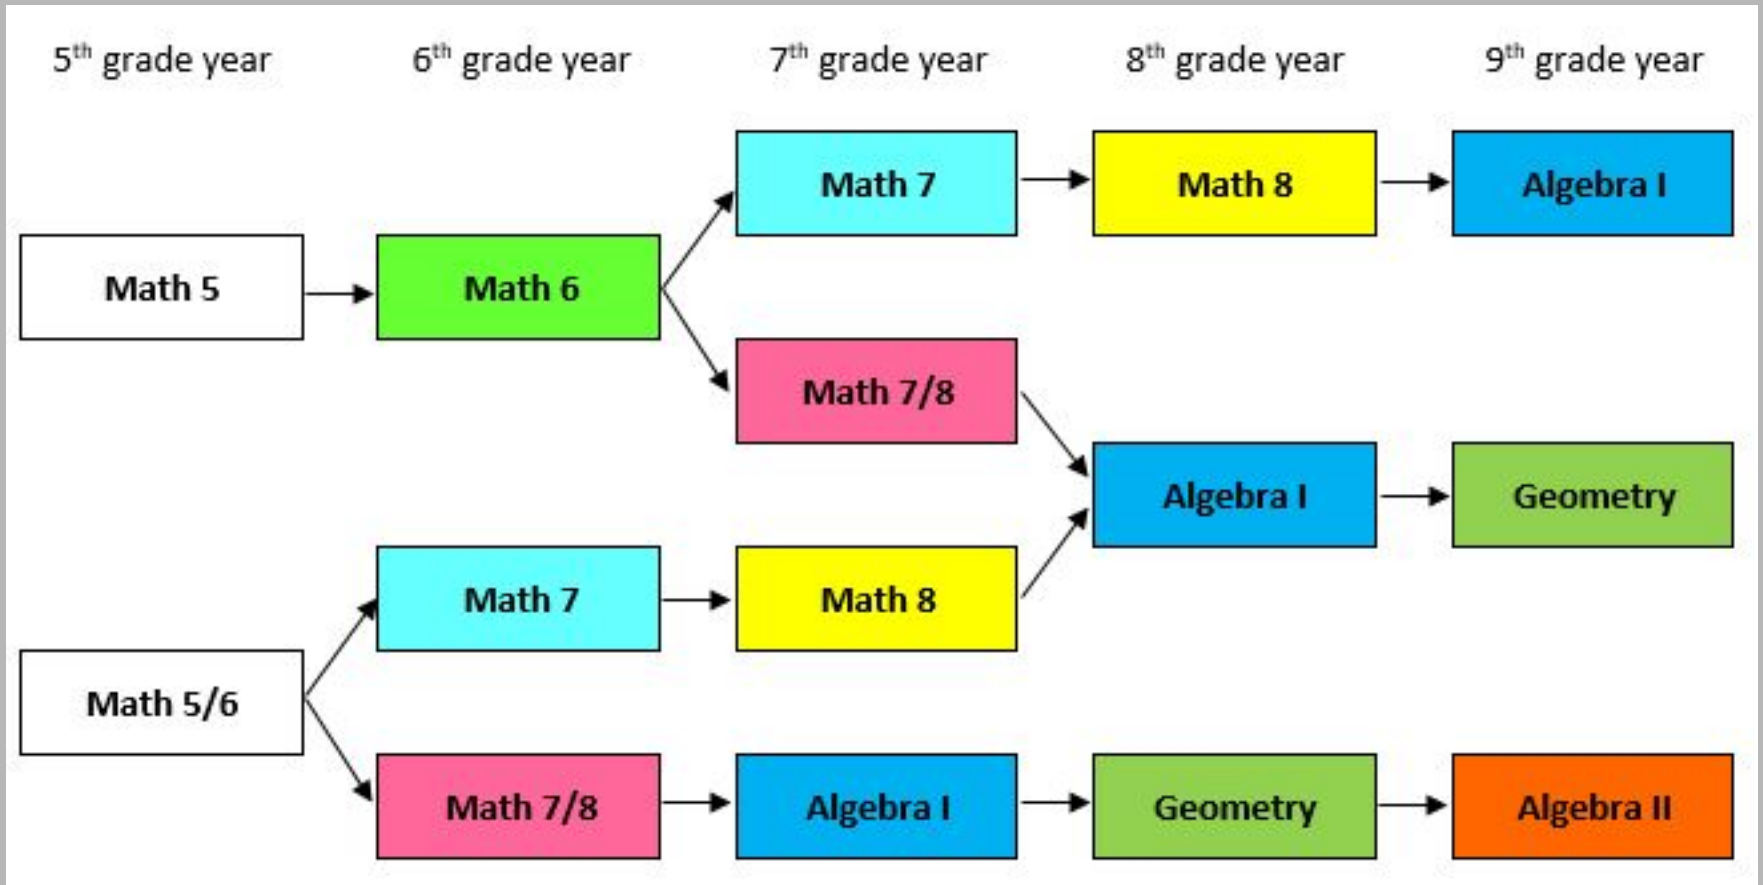 5th grade year
6th grade year
7th grade year
8th grade year
9th grade year
Math 7
Math 8
Algebra I
Math 5
Math 6
Math 7/8
Algebra I
Geometry
Math 7
Math 8
Math 5/6
Math 7/8
Algebra I
Geometry
Algebra II